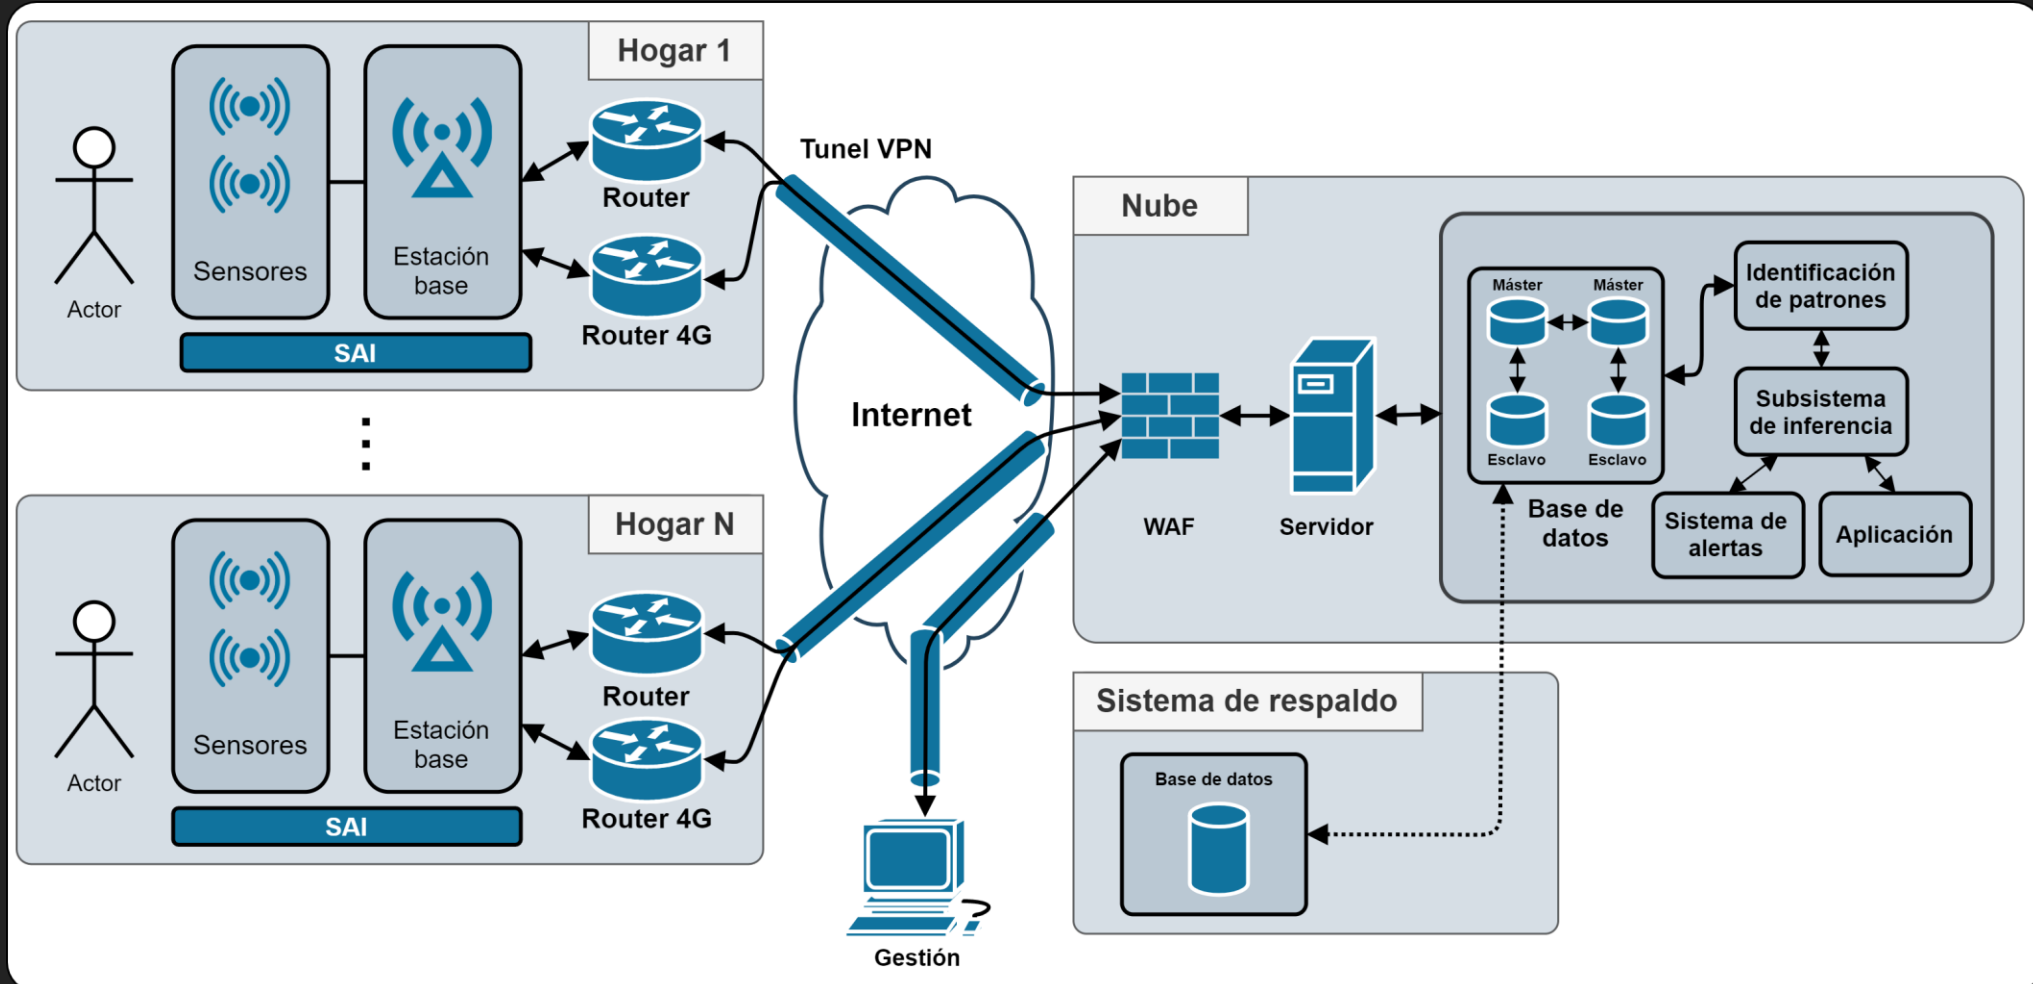 Hogar 1
Sensores
Estación
base
Actor
SAI
Router
Router 4G
Tunel VPN
Internet
Hogar N
Sensores
Estación
base
Actor
SAI
Router
Router 4G
Gestión
Nube
WAF
Servidor
Máster
Máster
Esclavo
Esclavo
Base de
datos
Identificación
de patrones
Subsistema
de inferencia
Sistema de
alertas
Aplicación
Sistema de respaldo
Base de datos